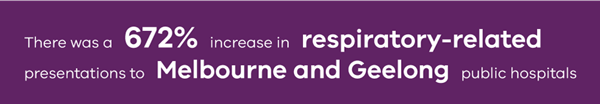 There was a 672% increase in respiratory-related
presentations to Melbourne and Geelong public hospitals